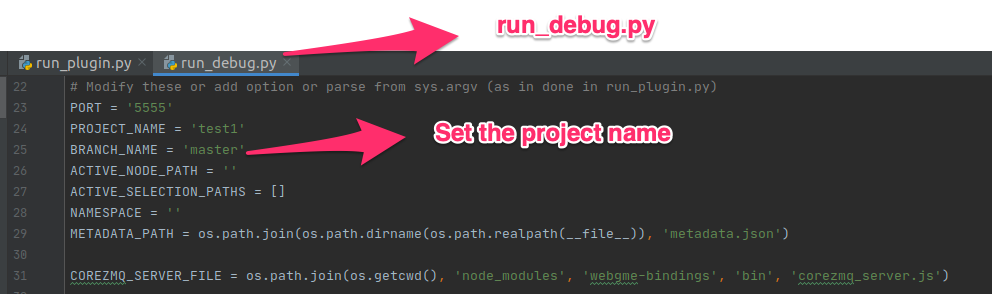 run_debug.py
run_plugin.py × run_debug.py ×
22 # Modify these or add option or parse from sys.argv (as in done in run_plugin.py)
23 PORT = '5555'
24 PROJECT_NAME = 'test1'
Set the project name
25 BRANCH_NAME = 'master'
26 ACTIVE_NODE_PATH = ''
27 ACTIVE_SELECTION_PATHS = []
28 NAMESPACE = ''
29 METADATA_PATH = os.path.join(os.path.dirname(os.path.realpath(__file__)), 'metadata.json')
30
31 COREZMQ_SERVER_FILE = os.path.join(os.getcwd(), 'node_modules', 'webgme-bindings', 'bin', 'corezmq_server.js')